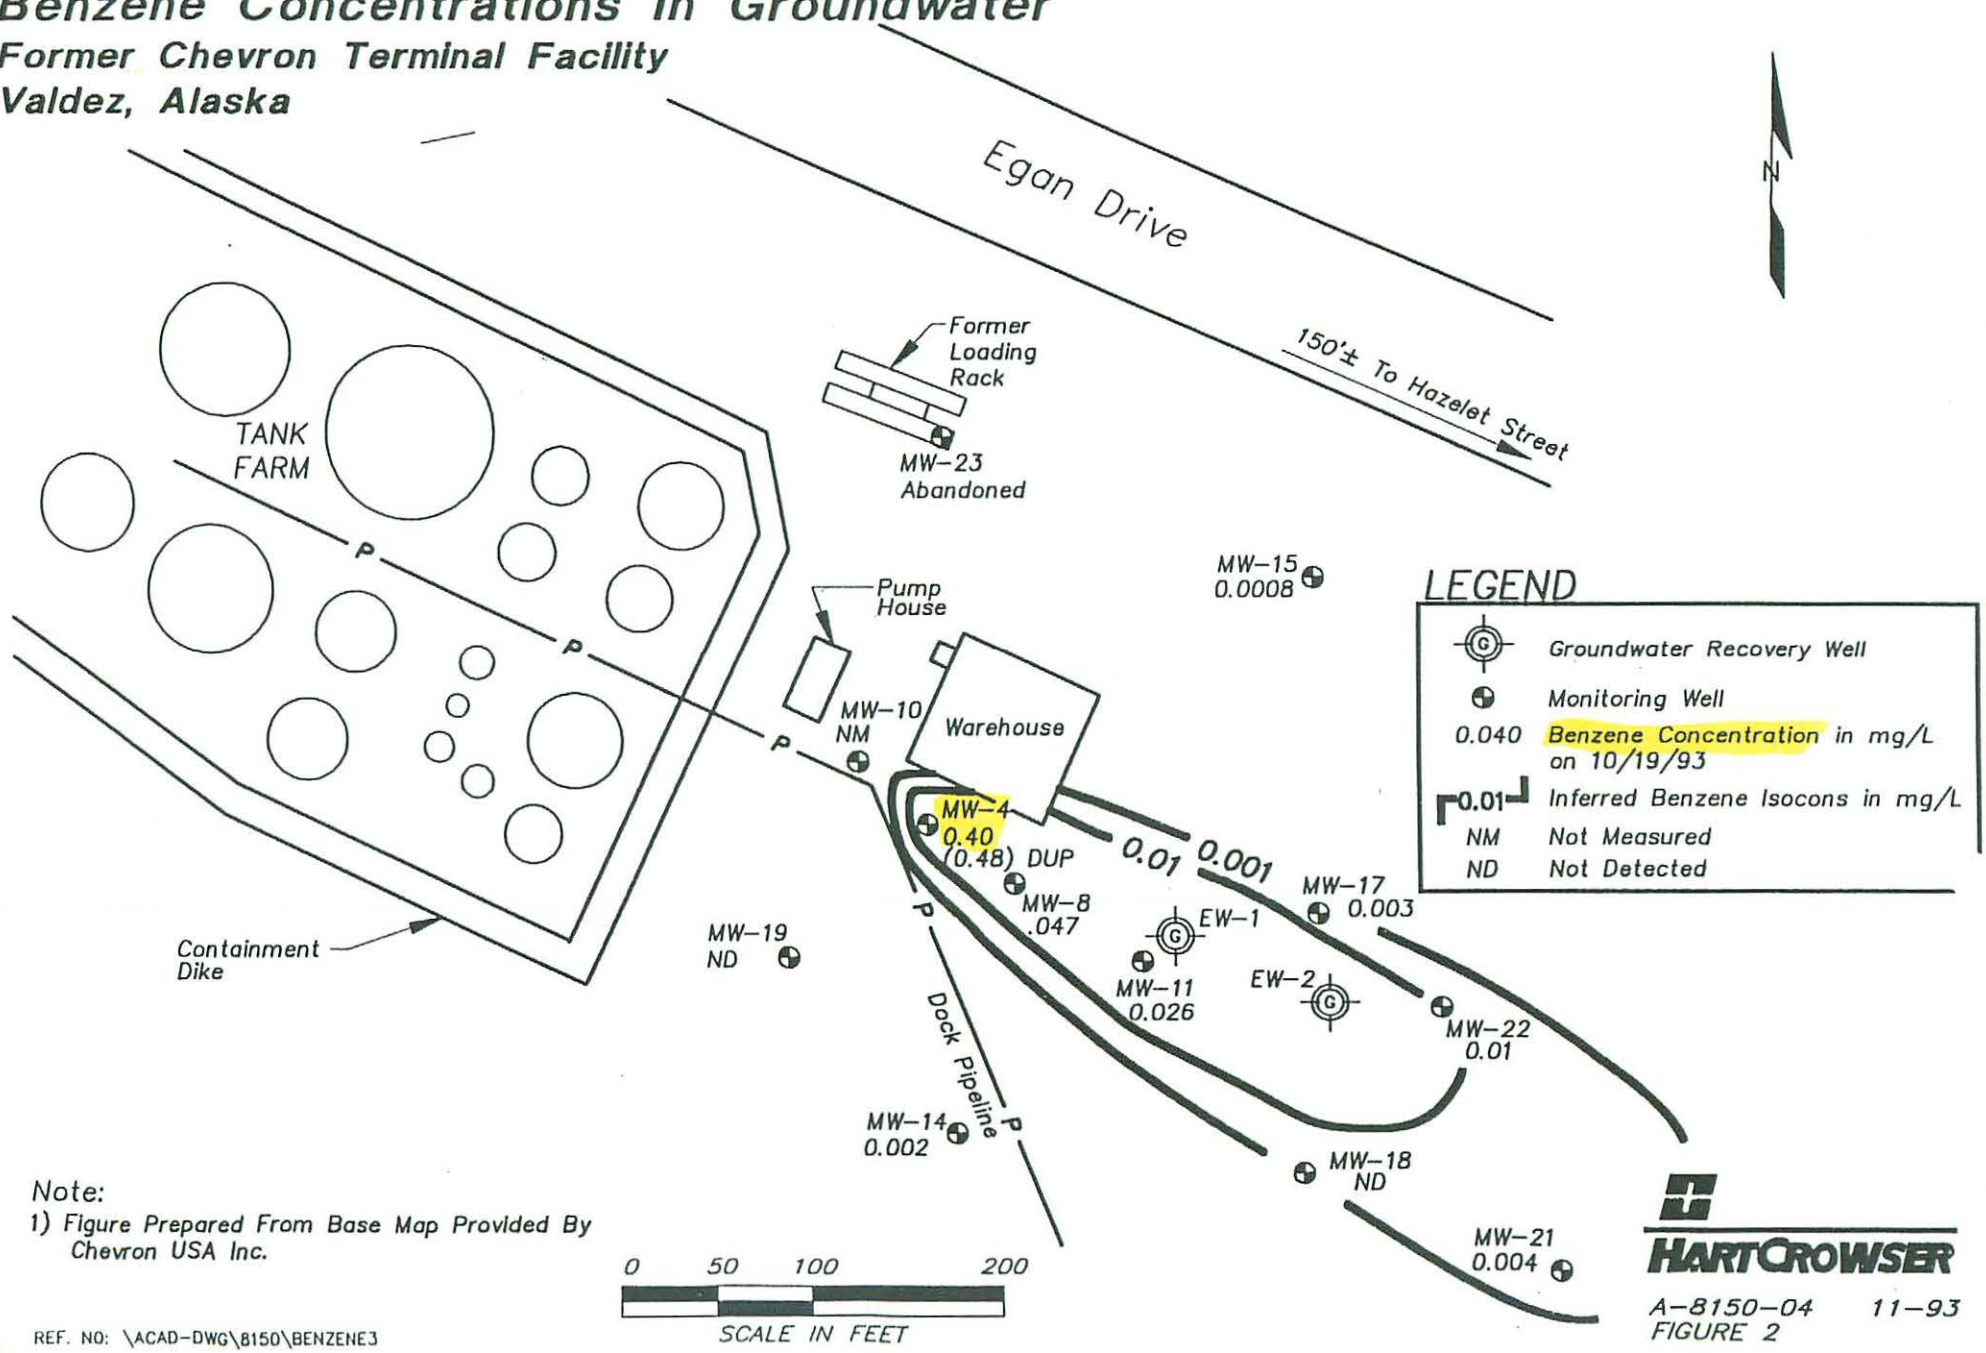 Benzene Concentrations in Groundwater
Former Chevron Terminal Facility
Valdez, Alaska
Egan Drive
N
150'± To Hazelet Street
Former
Loading
Rack
MW-23
Abandoned
TANK
FARM
P
P
P
P
P
Pump
House
MW-15
0.0008
MW-10
NM
Warehouse
MW-4
0.40
(0.48) DUP
MW-8
.047
0.01
0.001
MW-17
0.003
EW-1
EW-2
MW-11
0.026
MW-22
0.01
MW-19
ND
Containment
Dike
Dock Pipeline
MW-14
0.002
MW-18
ND
MW-21
0.004
LEGEND
G Groundwater Recovery Well
Monitoring Well
0.040 Benzene Concentration in mg/L
on 10/19/93
0.01 Inferred Benzene Isocons in mg/L
NM Not Measured
ND Not Detected
G
G
Note:
1) Figure Prepared From Base Map Provided By
Chevron USA Inc.
0 50 100 200
SCALE IN FEET
REF. NO: \ACAD-DWG\8150\BENZENE3
HARTCROWSER
A-8150-04 11-93
FIGURE 2